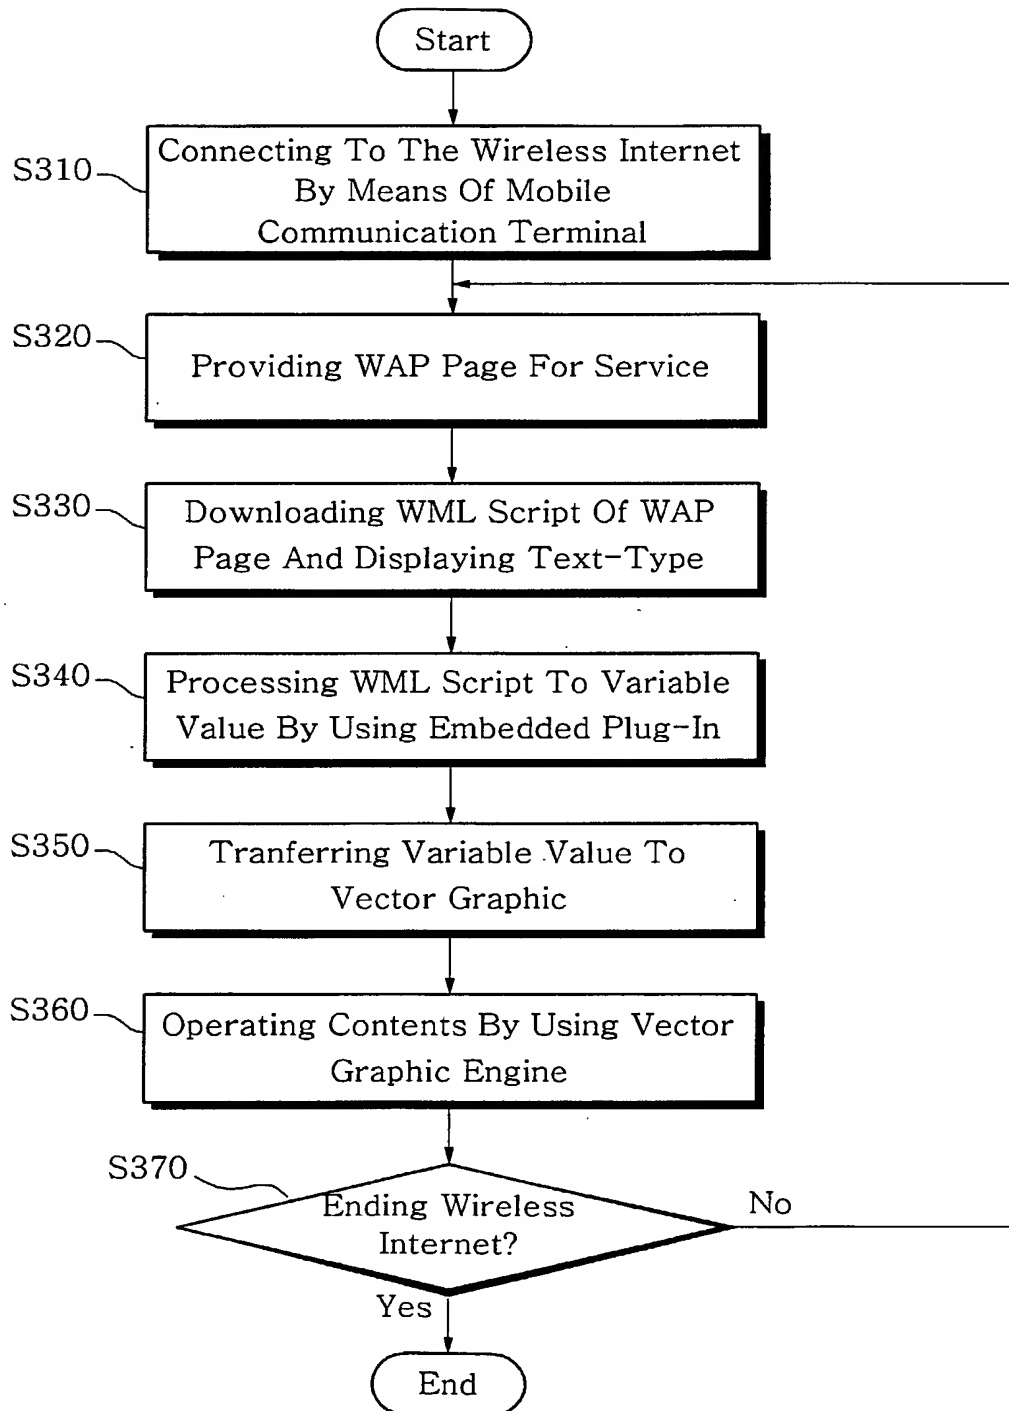 Start
S310
Connecting To The Wireless Internet
By Means Of Mobile
Communication Terminal
S320
Providing WAP Page For Service
S330
Downloading WML Script Of WAP
Page And Displaying Text-Type
S340
Processing WML Script To Variable
Value By Using Embedded Plug-In
S350
Tranferring Variable Value To
Vector Graphic
S360
Operating Contents By Using Vector
Graphic Engine
S370
Ending Wireless
Internet?
No
Yes
End